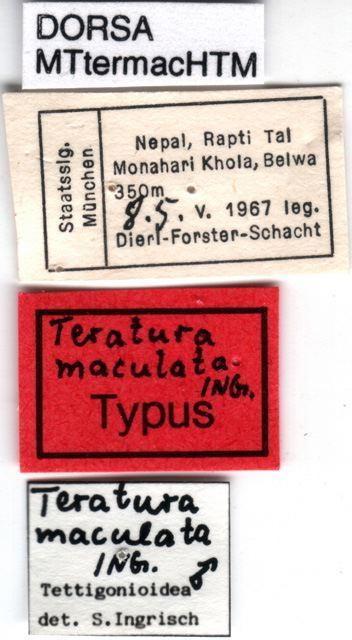 DORSA
MTtermacHTM
Staatsslg.
München
Nepal, Rapti Tal
Monahari Khola, Belwa
350m
8.5. v. 1967 leg.
Dierl-Forster-Schacht
Teratura
maculata
ING.
Typus
Teratura
maculata
ING. ♂
Tettigonioidea
det. S.Ingrisch